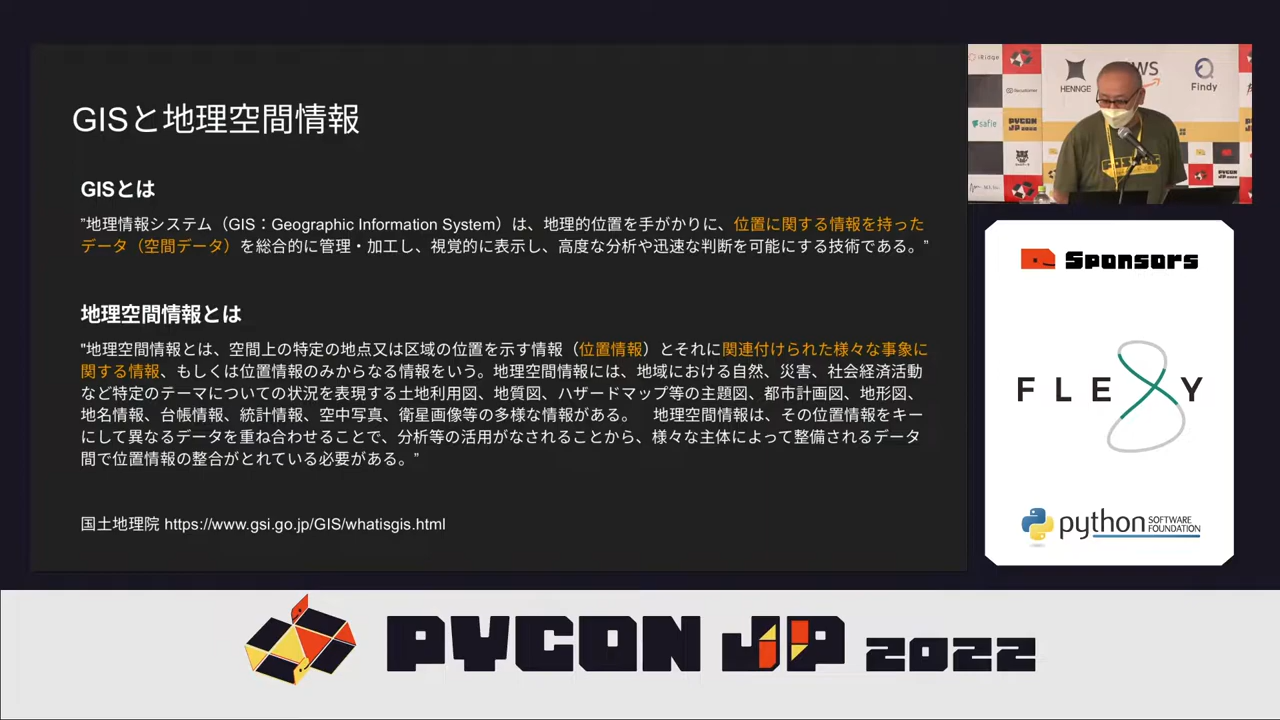 GISと地理空間情報
GISとは
”地理情報システム（GIS：Geographic Information System）は、地理的位置を手がかりに、位置に関する情報を持った
データ（空間データ）を総合的に管理・加工し、視覚的に表示し、高度な分析や迅速な判断を可能にする技術である。”
地理空間情報とは
"地理空間情報とは、空間上の特定の地点又は区域の位置を示す情報（位置情報）とそれに関連付けられた様々な事象に
関する情報、もしくは位置情報のみからなる情報をいう。地理空間情報には、地域における自然、災害、社会経済活動
など特定のテーマについての状況を表現する土地利用図、地質図、ハザードマップ等の主題図、都市計画図、地形図、
地名情報、台帳情報、統計情報、空中写真、衛星画像等の多様な情報がある。　地理空間情報は、その位置情報をキー
にして異なるデータを重ね合わせることで、分析等の活用がなされることから、様々な主体によって整備されるデータ
間で位置情報の整合がとれている必要がある。”
国土地理院 https://www.gsi.go.jp/GIS/whatisgis.html
iRidge
HENNGE
WS
Findy
safie
PYCON
JP 2022
PYCON
JP 2022
Sponsors
FLEXY
python
SOFTWARE
FOUNDATION
PYCON JP 2022